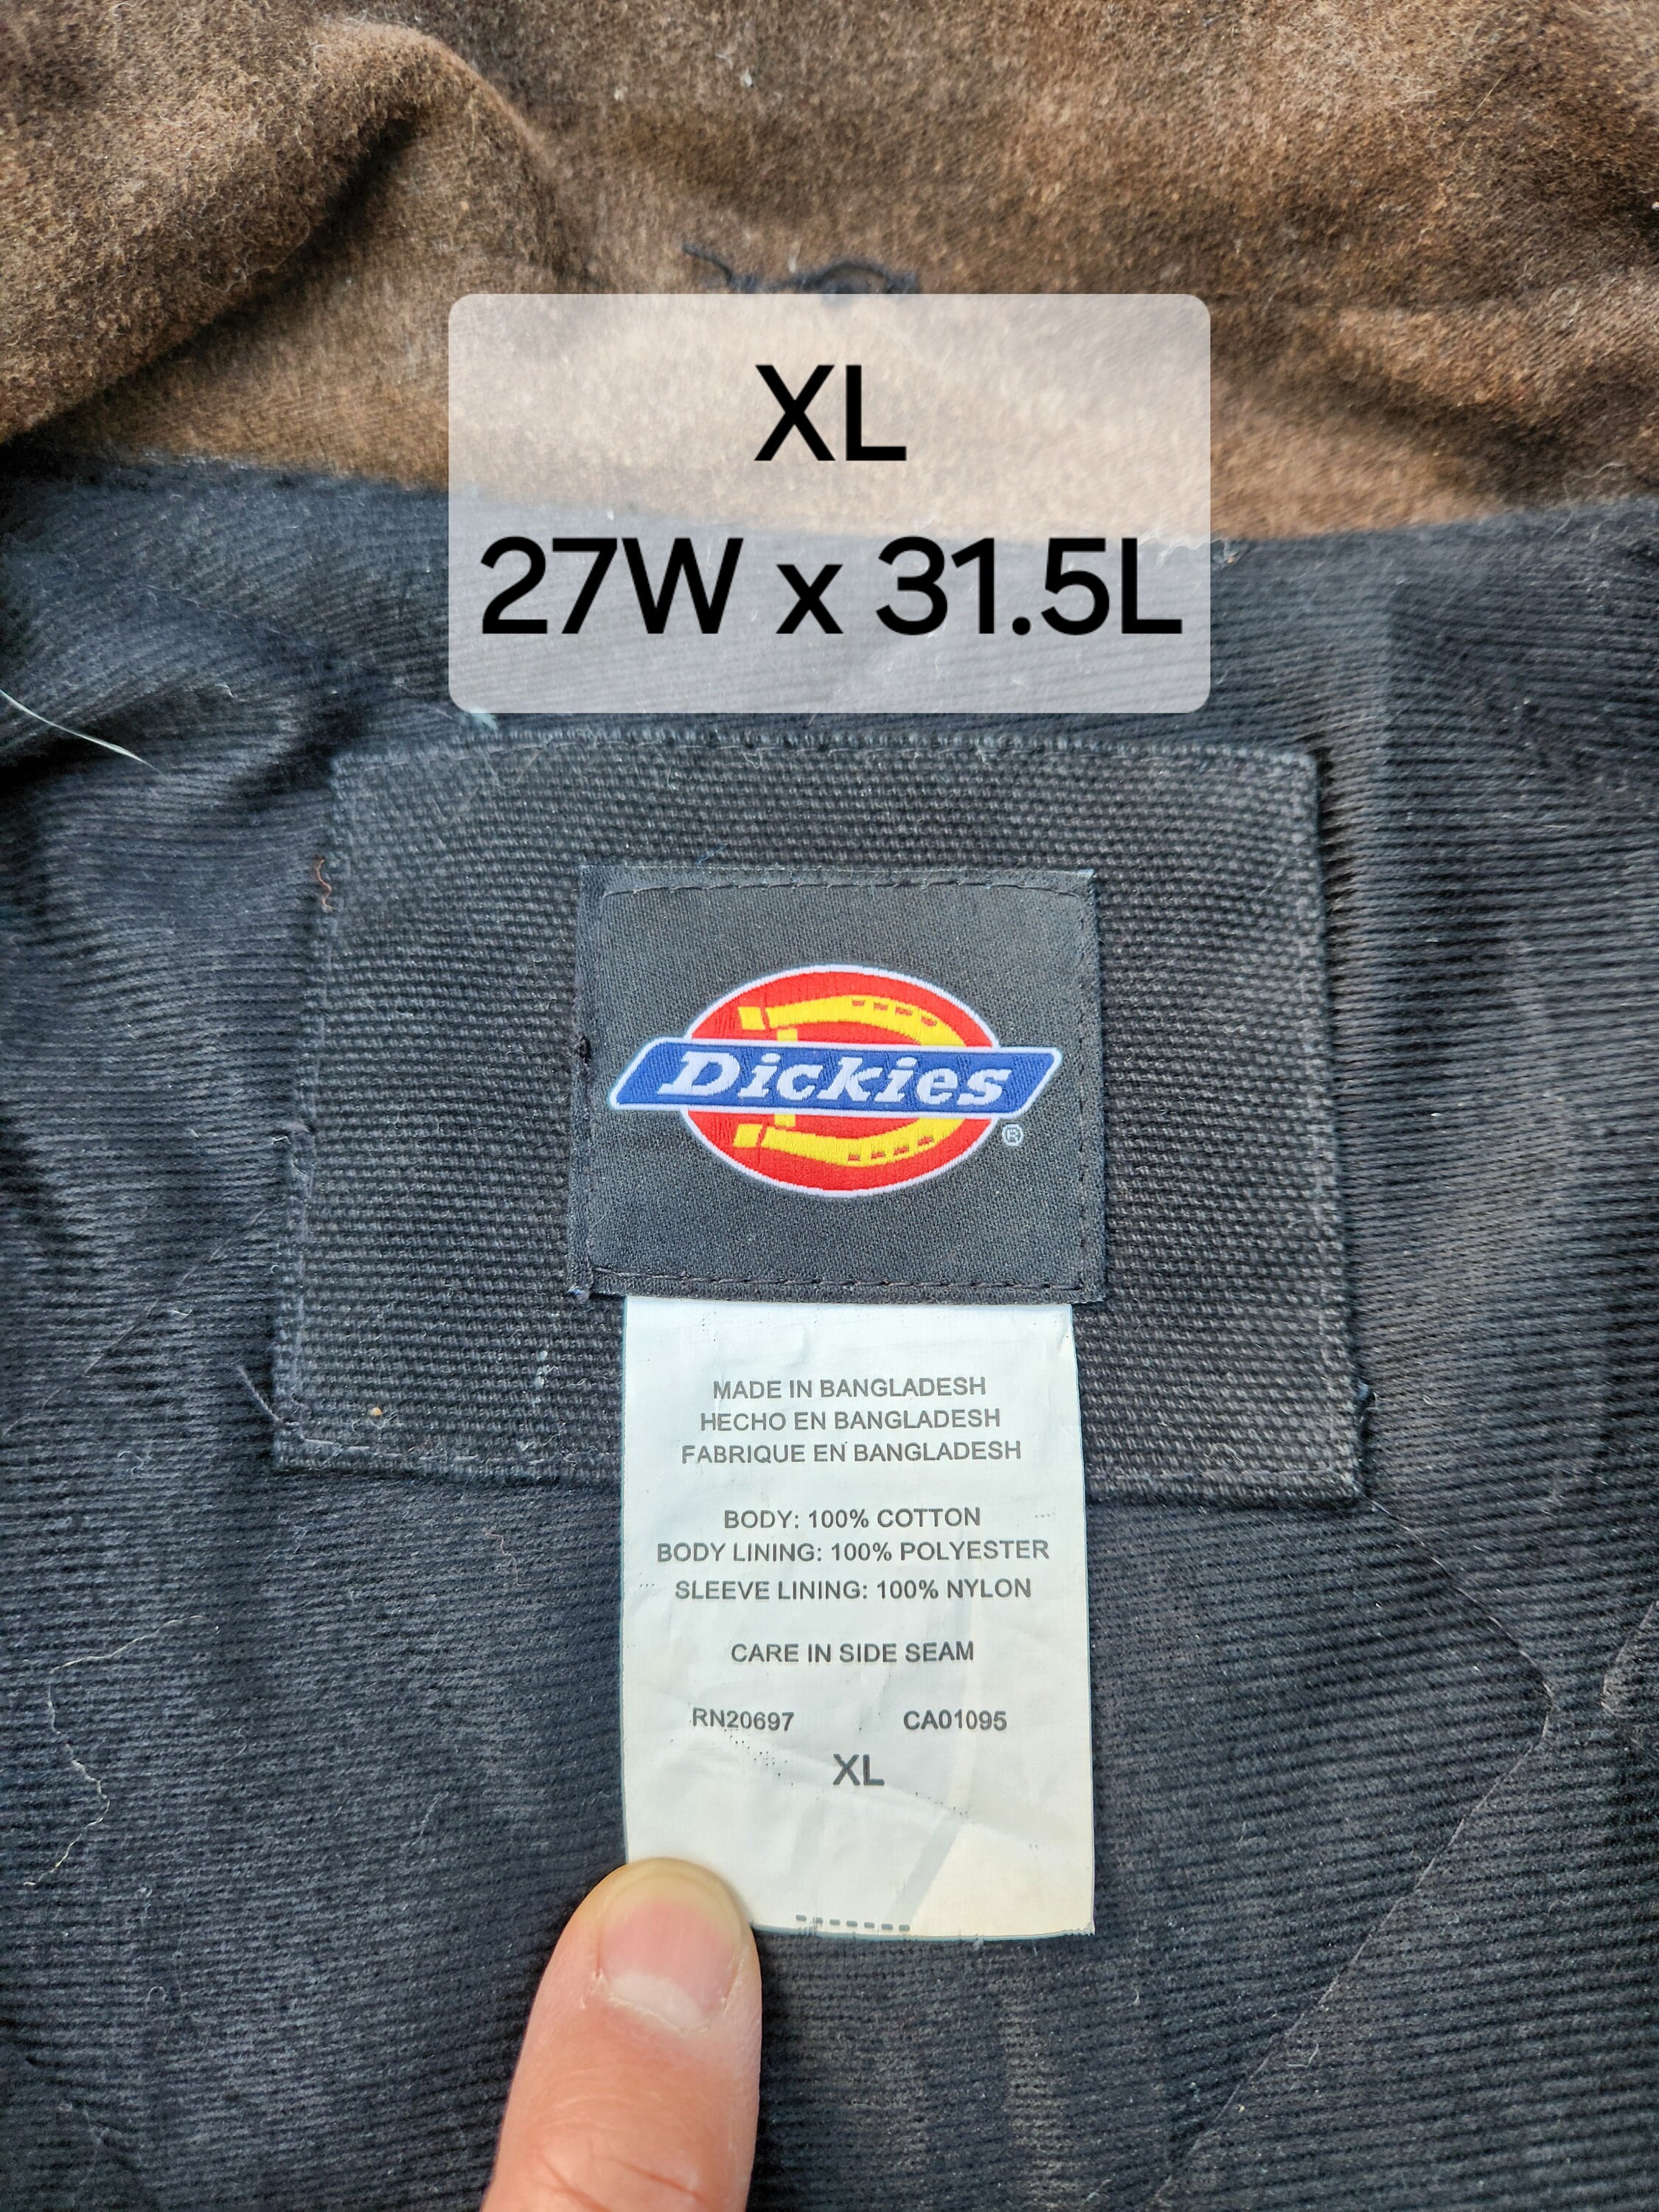 XL
27W x 31.5L
Dickies
®
MADE IN BANGLADESH
HECHO EN BANGLADESH
FABRIQUE EN BANGLADESH
BODY: 100% COTTON
BODY LINING: 100% POLYESTER
SLEEVE LINING: 100% NYLON
CARE IN SIDE SEAM
RN20697 CA01095
XL